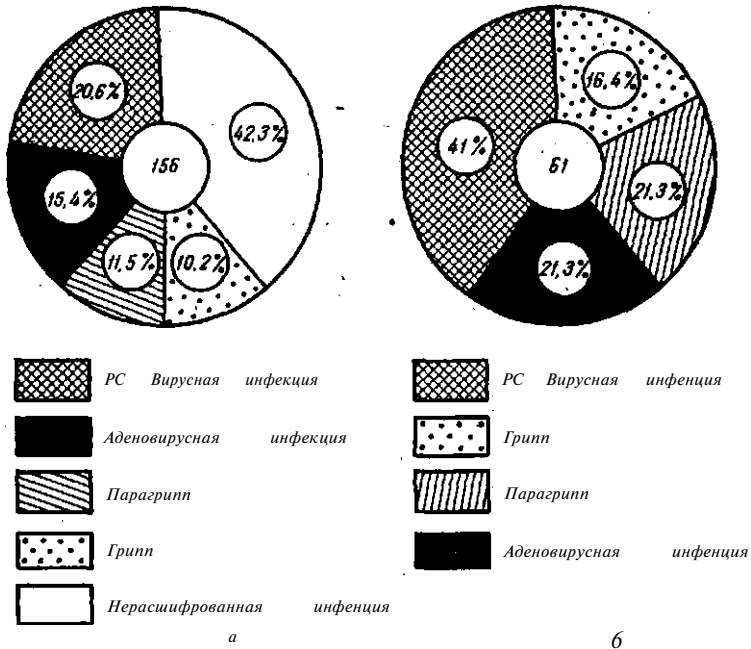 20,6%
42,3%
156
15,4%
11,5%
10,2%
16,4%
41%
61
21,3%
21,3%
РС Вирусная инфекция
Аденовирусная инфекция
Парагрипп
Грипп
Нерасшифрованная инфенция
а
РС Вирусная инфенция
Грипп
Парагрипп
Аденовирусная инфенция
б